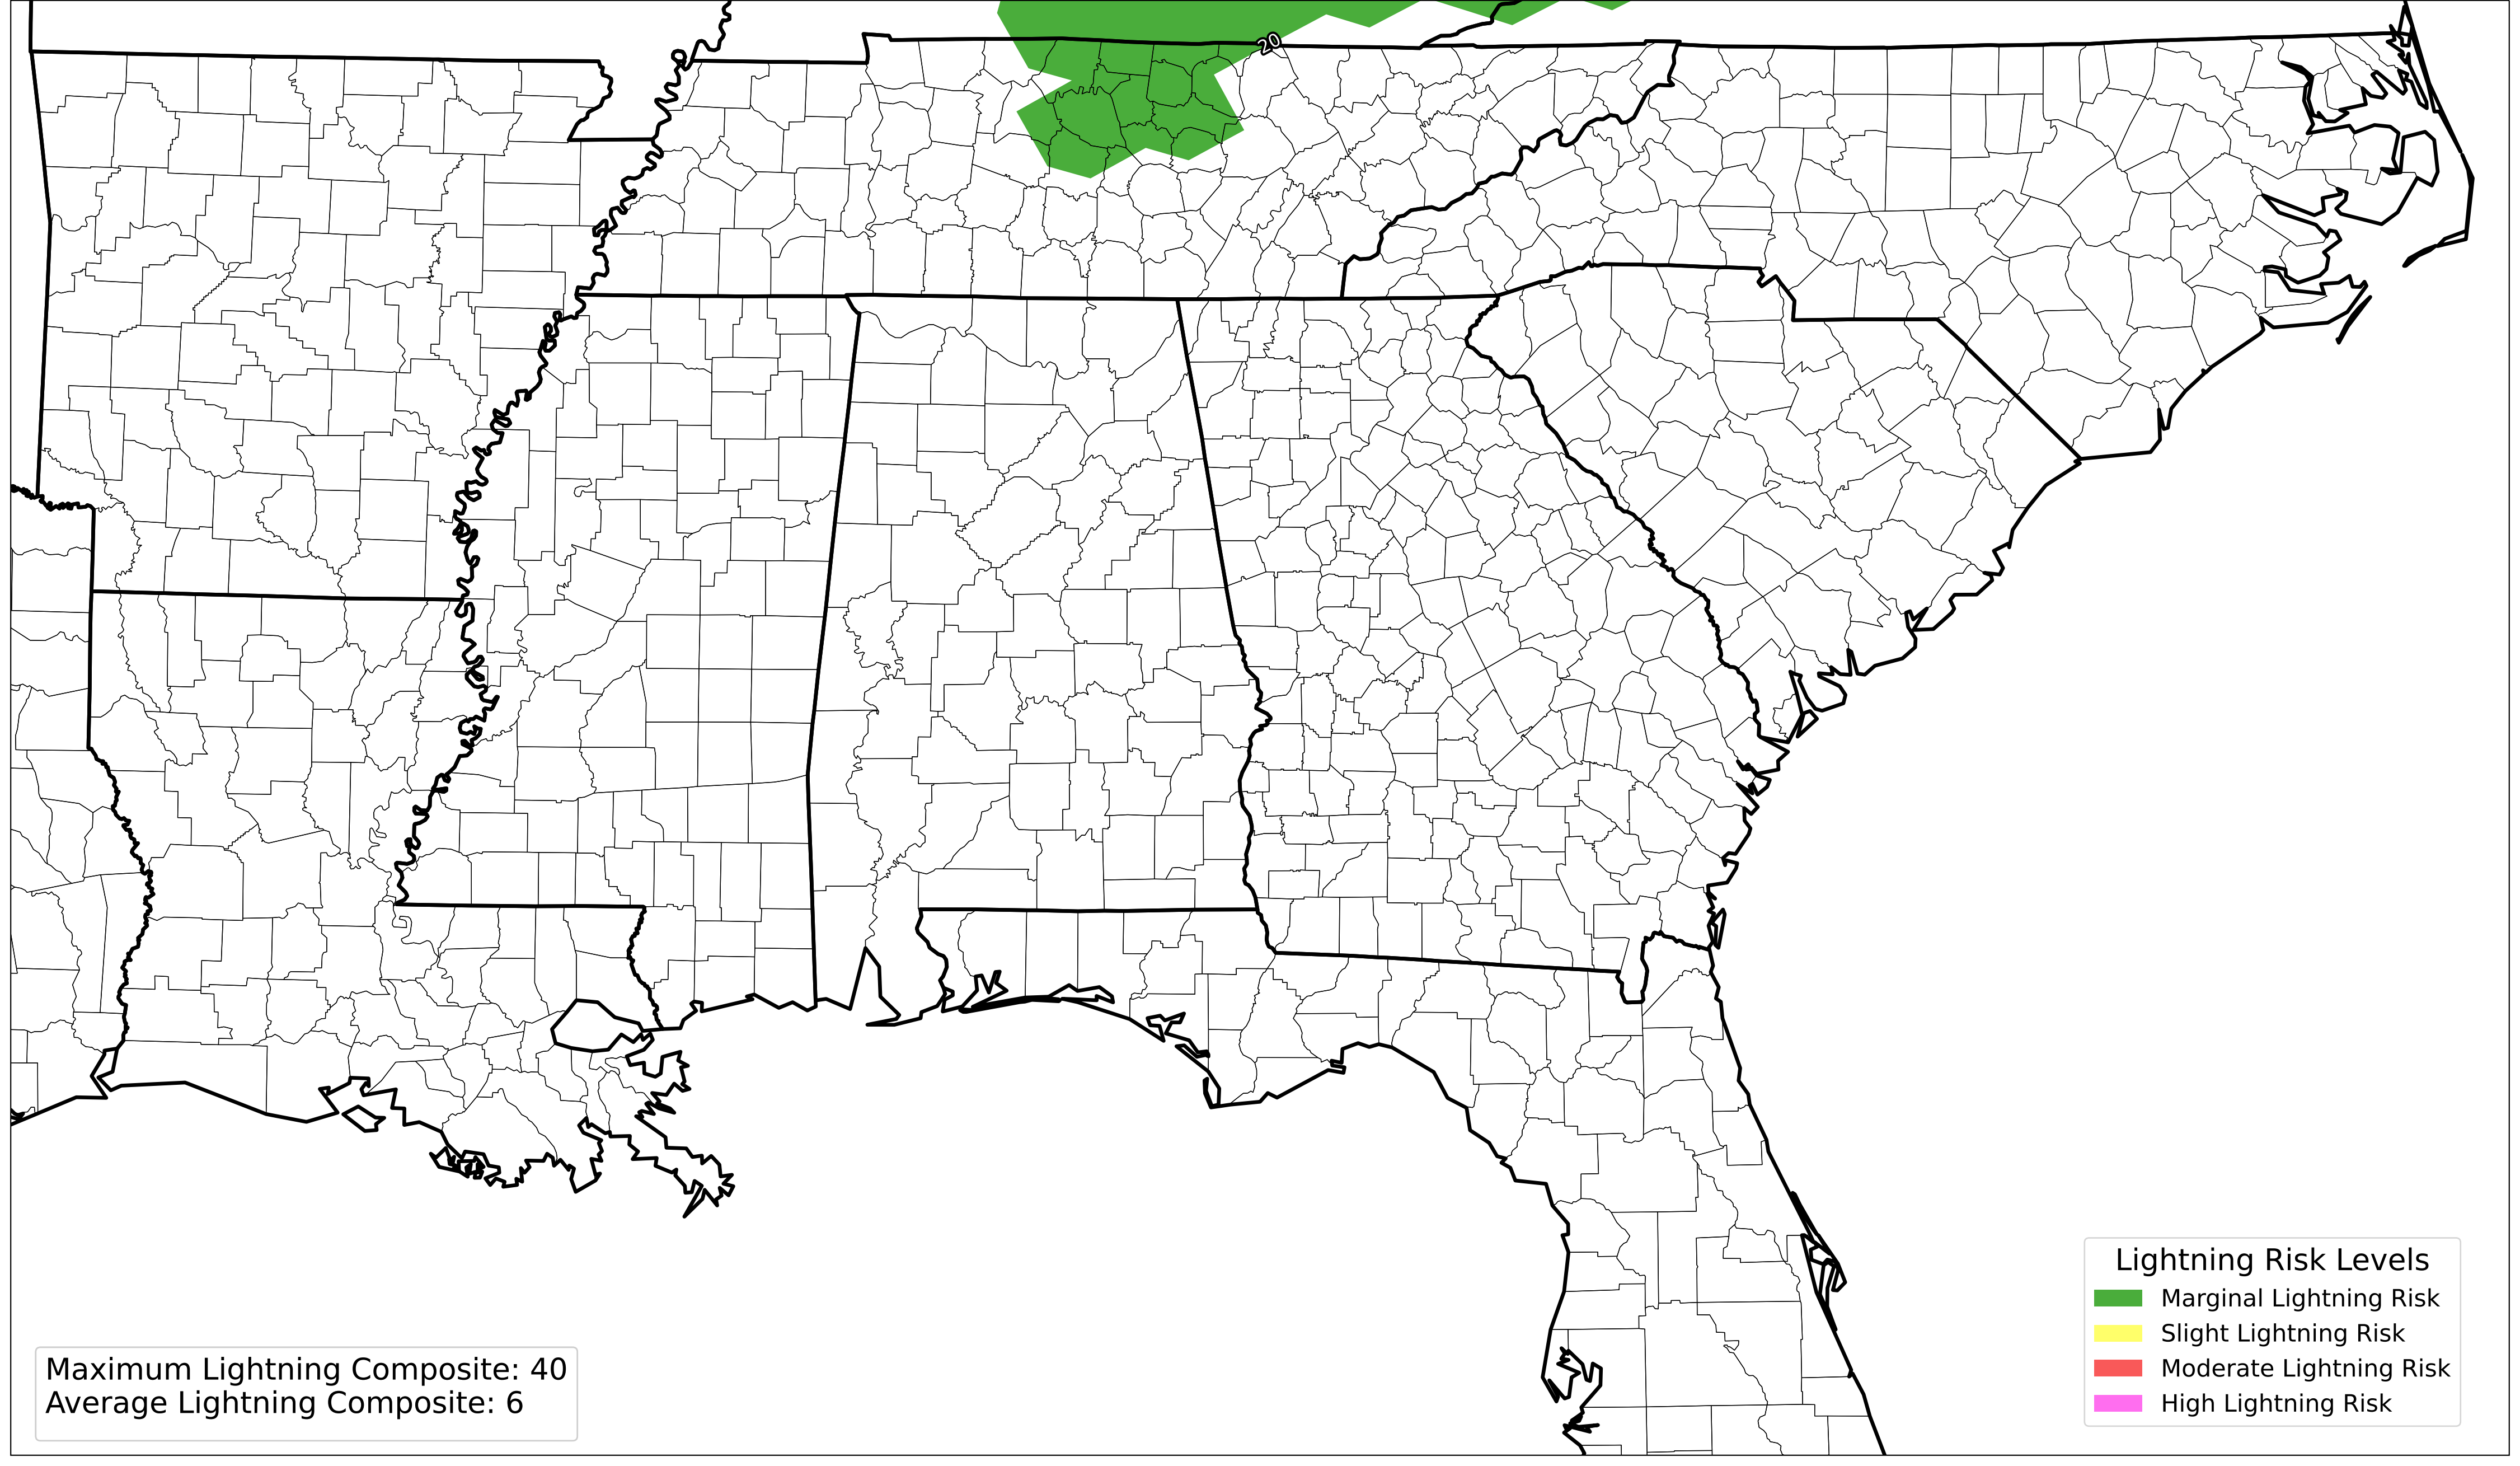 20
Maximum Lightning Composite: 40
Average Lightning Composite: 6
Lightning Risk Levels
Marginal Lightning Risk
Slight Lightning Risk
Moderate Lightning Risk
High Lightning Risk